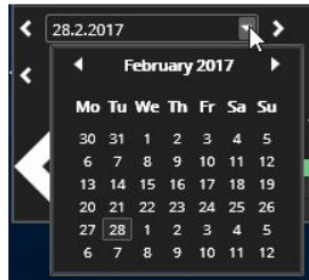 28.2.2017
February 2017
Mo Tu We Th Fr Sa Su
30 31 1 2 3 4 5
6 7 8 9 10 11 12
13 14 15 16 17 18 19
20 21 22 23 24 25 26
27 28 1 2 3 4 5
6 7 8 9 10 11 12